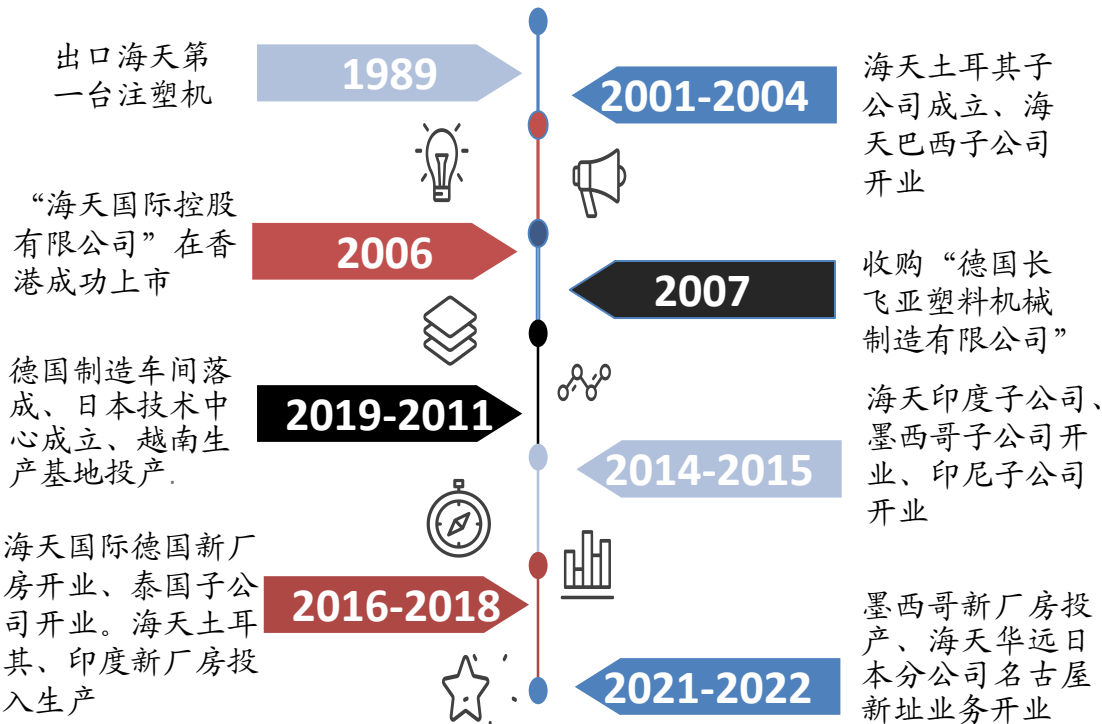 出口海天第
一台注塑机
1989
2001-2004
海天土耳其子
公司成立、海
天巴西子公司
开业
“海天国际控股
有限公司”在香
港成功上市
2006
2007
收购“德国长
飞亚塑料机械
制造有限公司”
德国制造车间落
成、日本技术中
心成立、越南生
产基地投产.
2019-2011
2014-2015
海天印度子公司、
墨西哥子公司开
业、印尼子公司
开业
海天国际德国新厂
房开业、泰国子公
司开业。海天土耳
其、印度新厂房投
入生产
2016-2018
2021-2022
墨西哥新厂房投
产、海天华远日
本分公司名古屋
新址业务开业